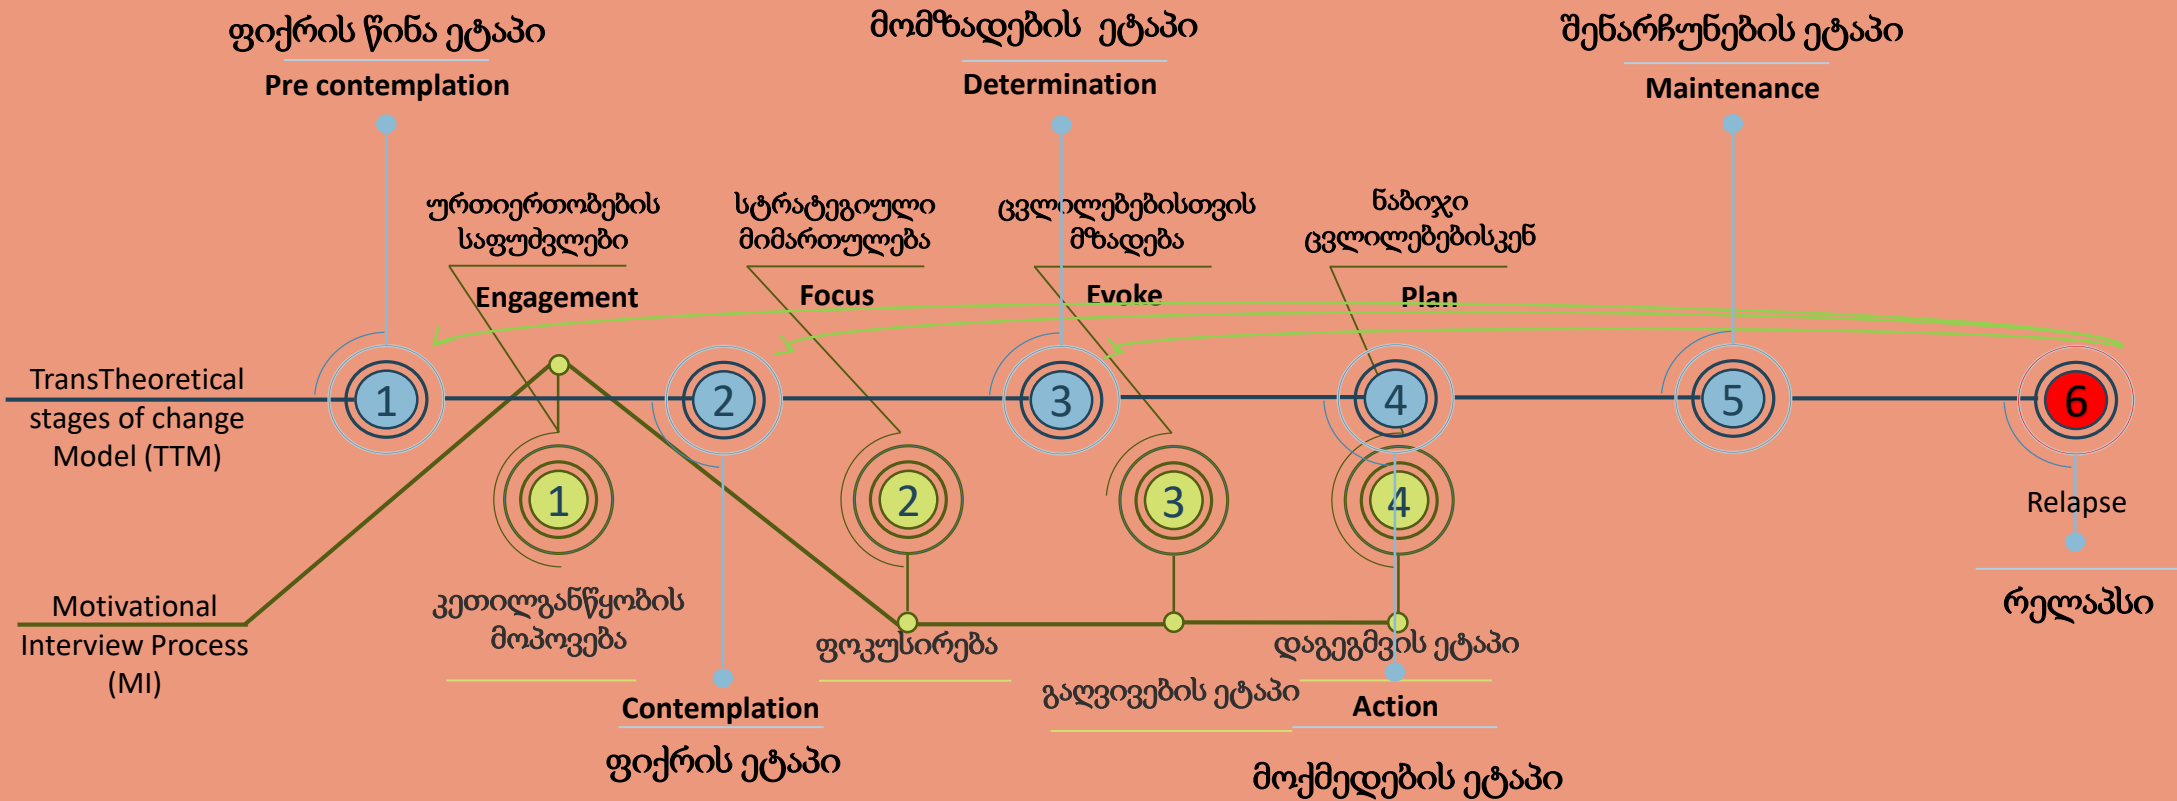 ფიქრის წინა ეტაპი
Pre contemplation
მომზადების ეტაპი
Determination
შენარჩუნების ეტაპი
Maintenance
ურთიერთობების
საფუძვლები
Engagement
სტრატეგიული
მიმართულება
Focus
ცვლილებებისთვის
მზადება
Evoke
ნაბიჯი
ცვლილებებისკენ
Plan
TransTheoretical
stages of change
Model (TTM)
1
2
3
4
5
6
Relapse
რელაპსი
Motivational
Interview Process
(MI)
1
2
3
4
კეთილგანწყობის
მოპოვება
ფოკუსირება
გაღვივების ეტაპი
დაგეგმვის ეტაპი
Contemplation
ფიქრის ეტაპი
Action
მოქმედების ეტაპი